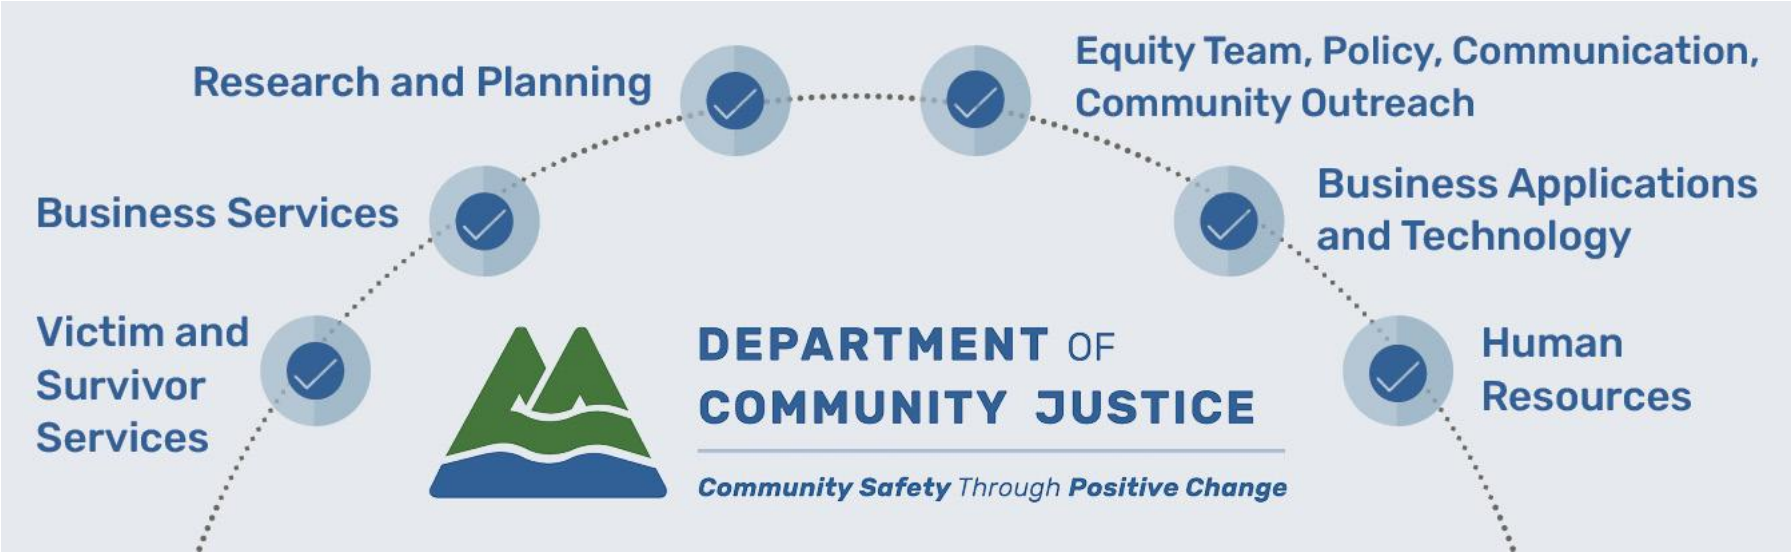 Research and Planning
Equity Team, Policy, Communication,
Community Outreach
Business Services
Business Applications
and Technology
Victim and
Survivor
Services
DEPARTMENT OF
COMMUNITY JUSTICE
Community Safety Through Positive Change
Human
Resources